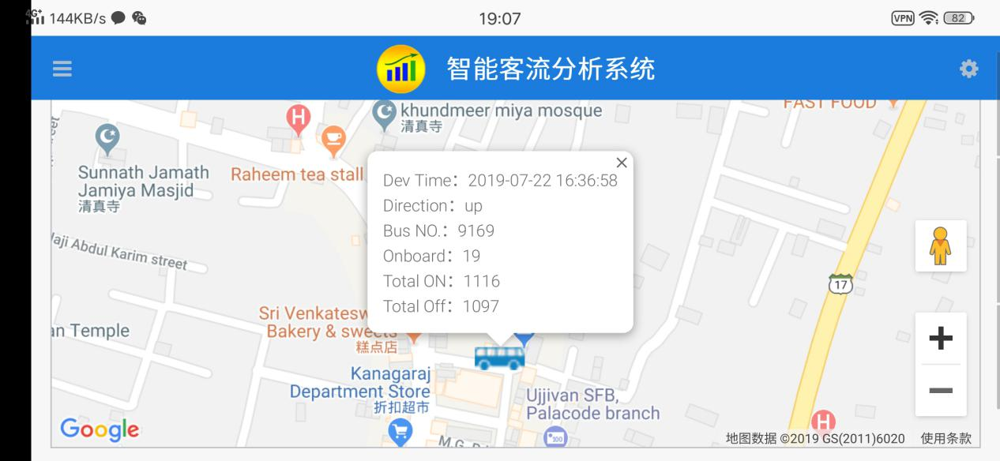 4G+ 144KB/s
19:07
VPN
82
智能客流分析系统
khundmeer miya mosque
清真寺
FAST FOOD
H
Sunnath Jamath
Jamiya Masjid
清真寺
Raheem tea stall
Dev Time：2019-07-22 16:36:58
Direction：up
Bus NO.：9169
Onboard：19
Total ON：1116
Total Off：1097
Haji Abdul Karim street
17
an Temple
Sri Venkatesw
Bakery & sweets
糕点店
Kanagaraj
Department Store
折扣超市
Ujjivan SFB,
Palacode branch
100
H
Google
地图数据 ©2019 GS(2011)6020 使用条款